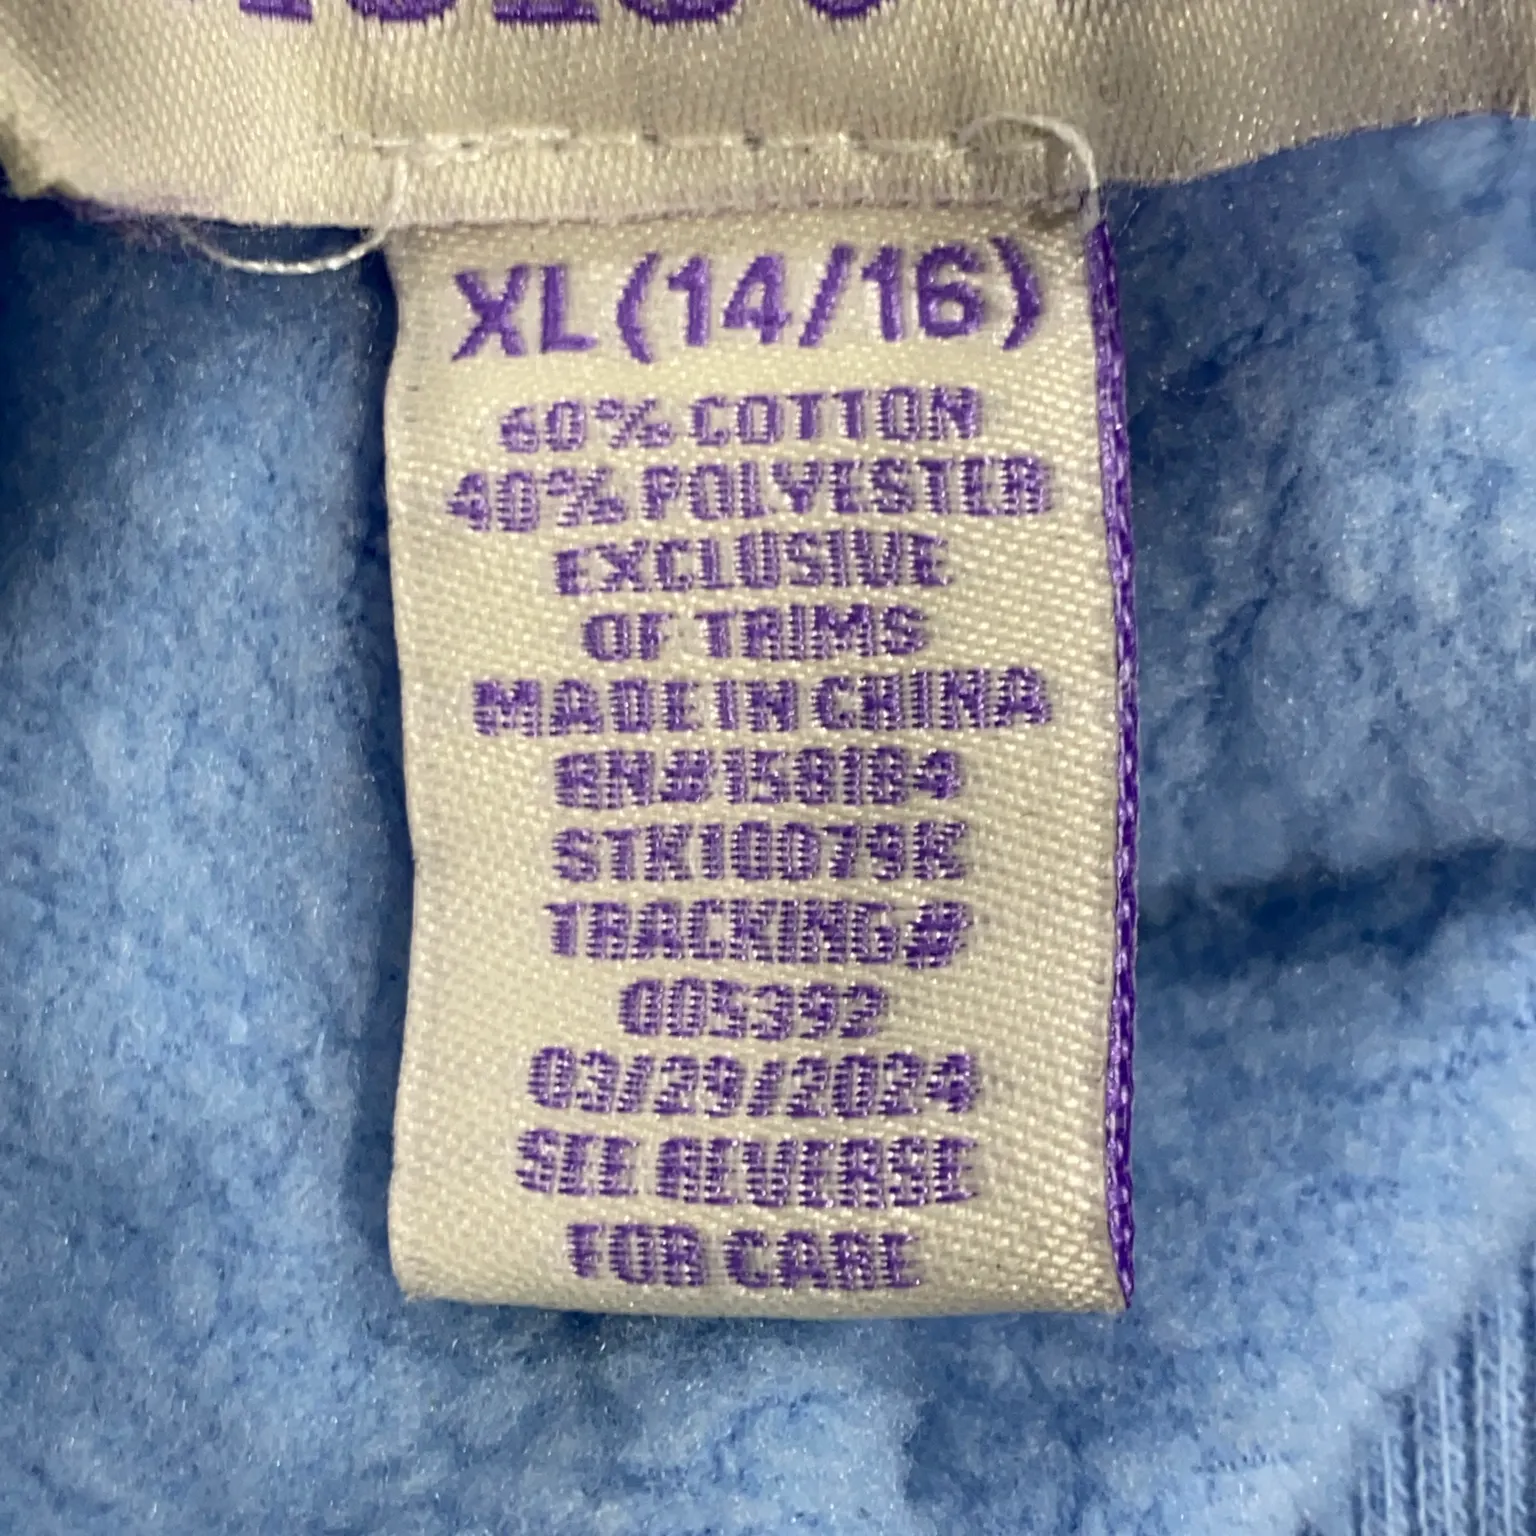 XL (14/16)
60% COTTON
40% POLYESTER
EXCLUSIVE
OF TRIMS
MADE IN CHINA
RN#158184
STK10079K
TRACKING#
005392
03/29/2024
SEE REVERSE
FOR CARE